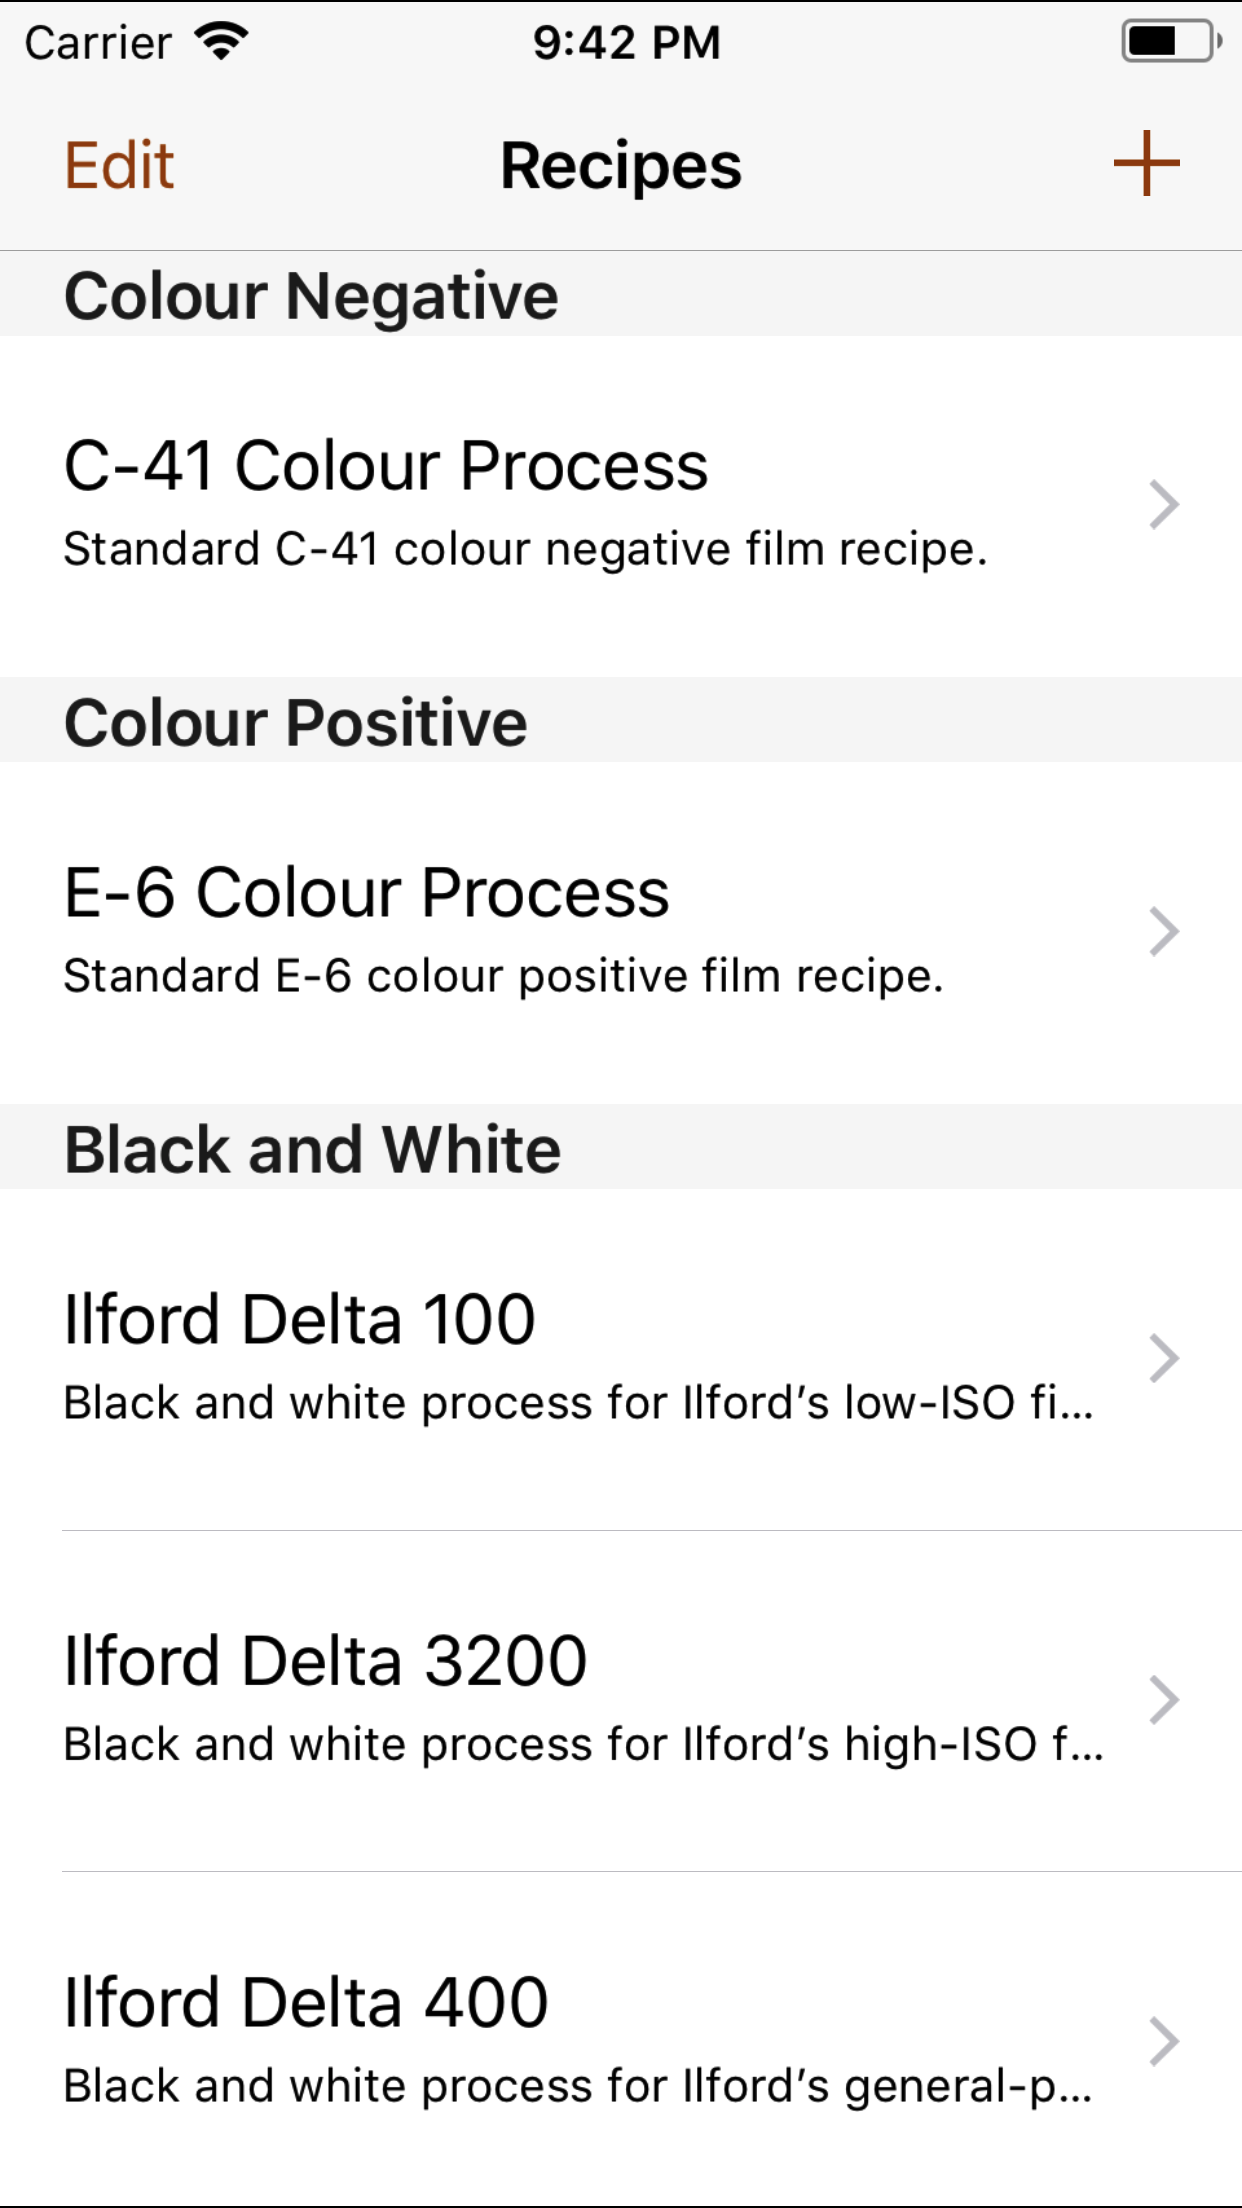 Carrier 9:42 PM
Edit Recipes +
Colour Negative
C-41 Colour Process
Standard C-41 colour negative film recipe.
Colour Positive
E-6 Colour Process
Standard E-6 colour positive film recipe.
Black and White
Ilford Delta 100
Black and white process for Ilford’s low-ISO fi...
Ilford Delta 3200
Black and white process for Ilford’s high-ISO f...
Ilford Delta 400
Black and white process for Ilford’s general-p...